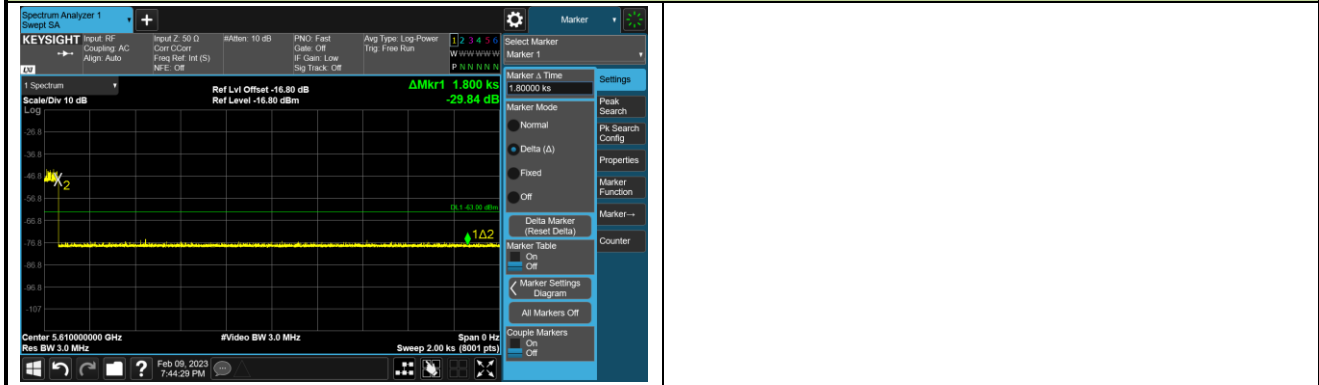 Spectrum Analyzer 1
Swept SA
Marker
KEYSIGHT
Input: RF
Coupling: AC
Align: Auto
Input Z: 50 Ω
Corr CCorr
Freq Ref: Int (S)
NFE: Off
#Atten: 10 dB
PNO: Fast
Gate: Off
IF Gain: Low
Sig Track: Off
Avg Type: Log-Power
Trig: Free Run
1 2 3 4 5 6
W W W W W W
P N N N N N
LXI
1 Spectrum
Scale/Div 10 dB
Log
Ref Lvl Offset -16.80 dB
Ref Level -16.80 dBm
ΔMkr1 1.800 ks
-29.84 dB
-26.8
-36.8
-46.8
-56.8
-66.8
-76.8
-86.8
-96.8
-107
2
DL1 -63.00 dBm
1Δ2
Center 5.610000000 GHz
Res BW 3.0 MHz
#Video BW 3.0 MHz
Span 0 Hz
Sweep 2.00 ks (8001 pts)
Feb 09, 2023
7:44:29 PM
Select Marker
Marker 1
Marker Δ Time
1.80000 ks
Marker Mode
Normal
Delta (Δ)
Fixed
Off
Delta Marker
(Reset Delta)
Marker Table
On
Off
Marker Settings
Diagram
All Markers Off
Couple Markers
On
Off
Settings
Peak
Search
Pk Search
Config
Properties
Marker
Function
Marker→
Counter